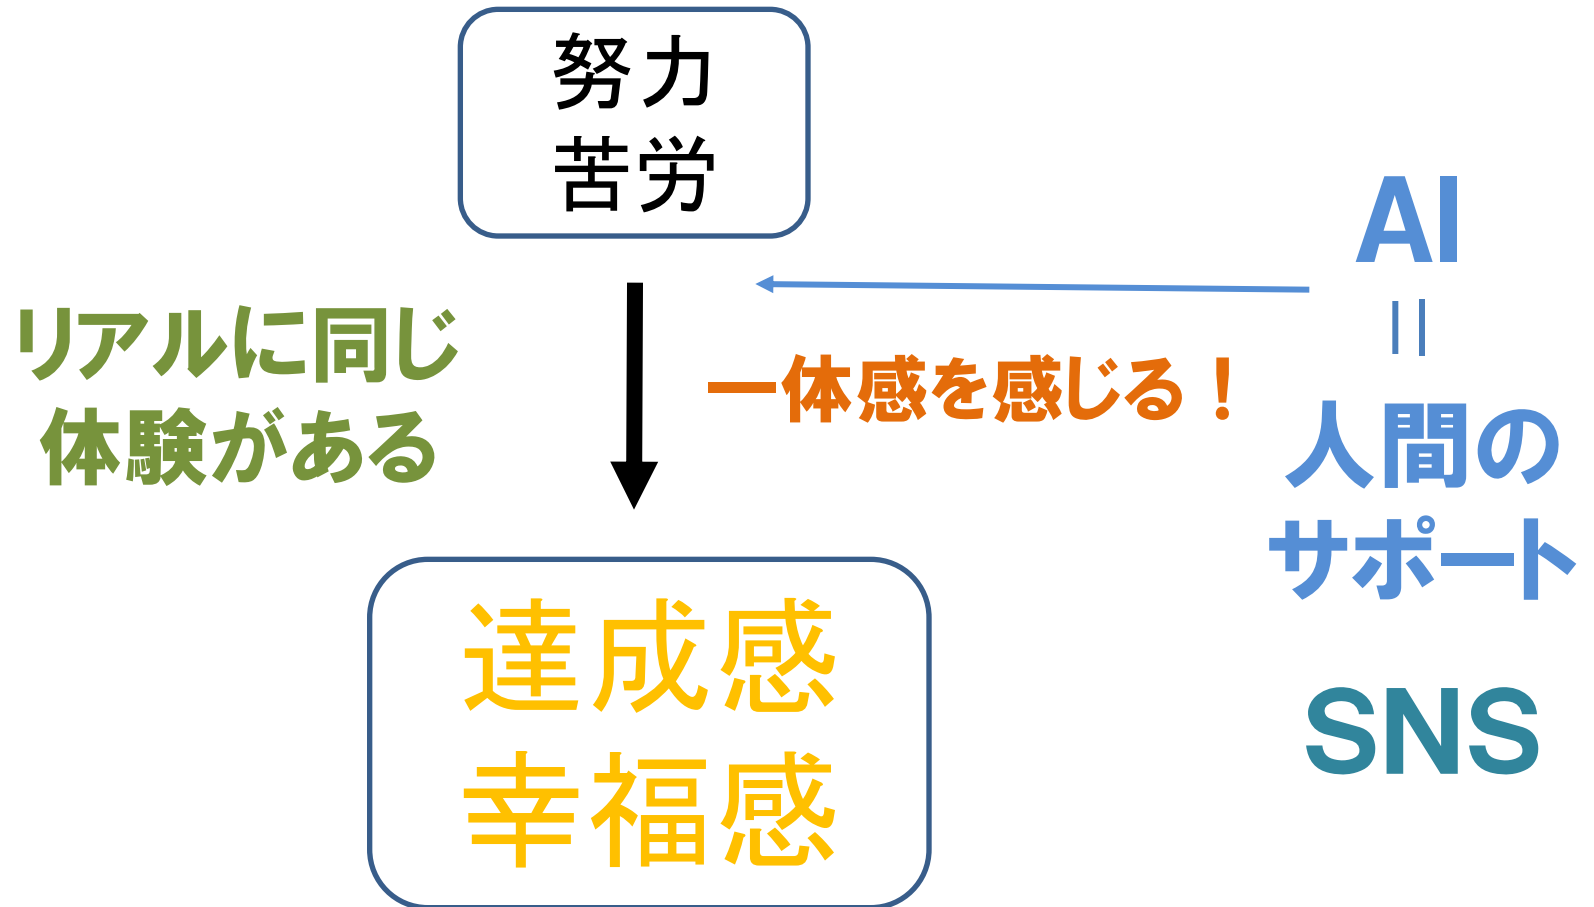 努力
苦労
リアルに同じ
体験がある
一体感を感じる！
AI
＝
人間の
サポート
SNS
達成感
幸福感